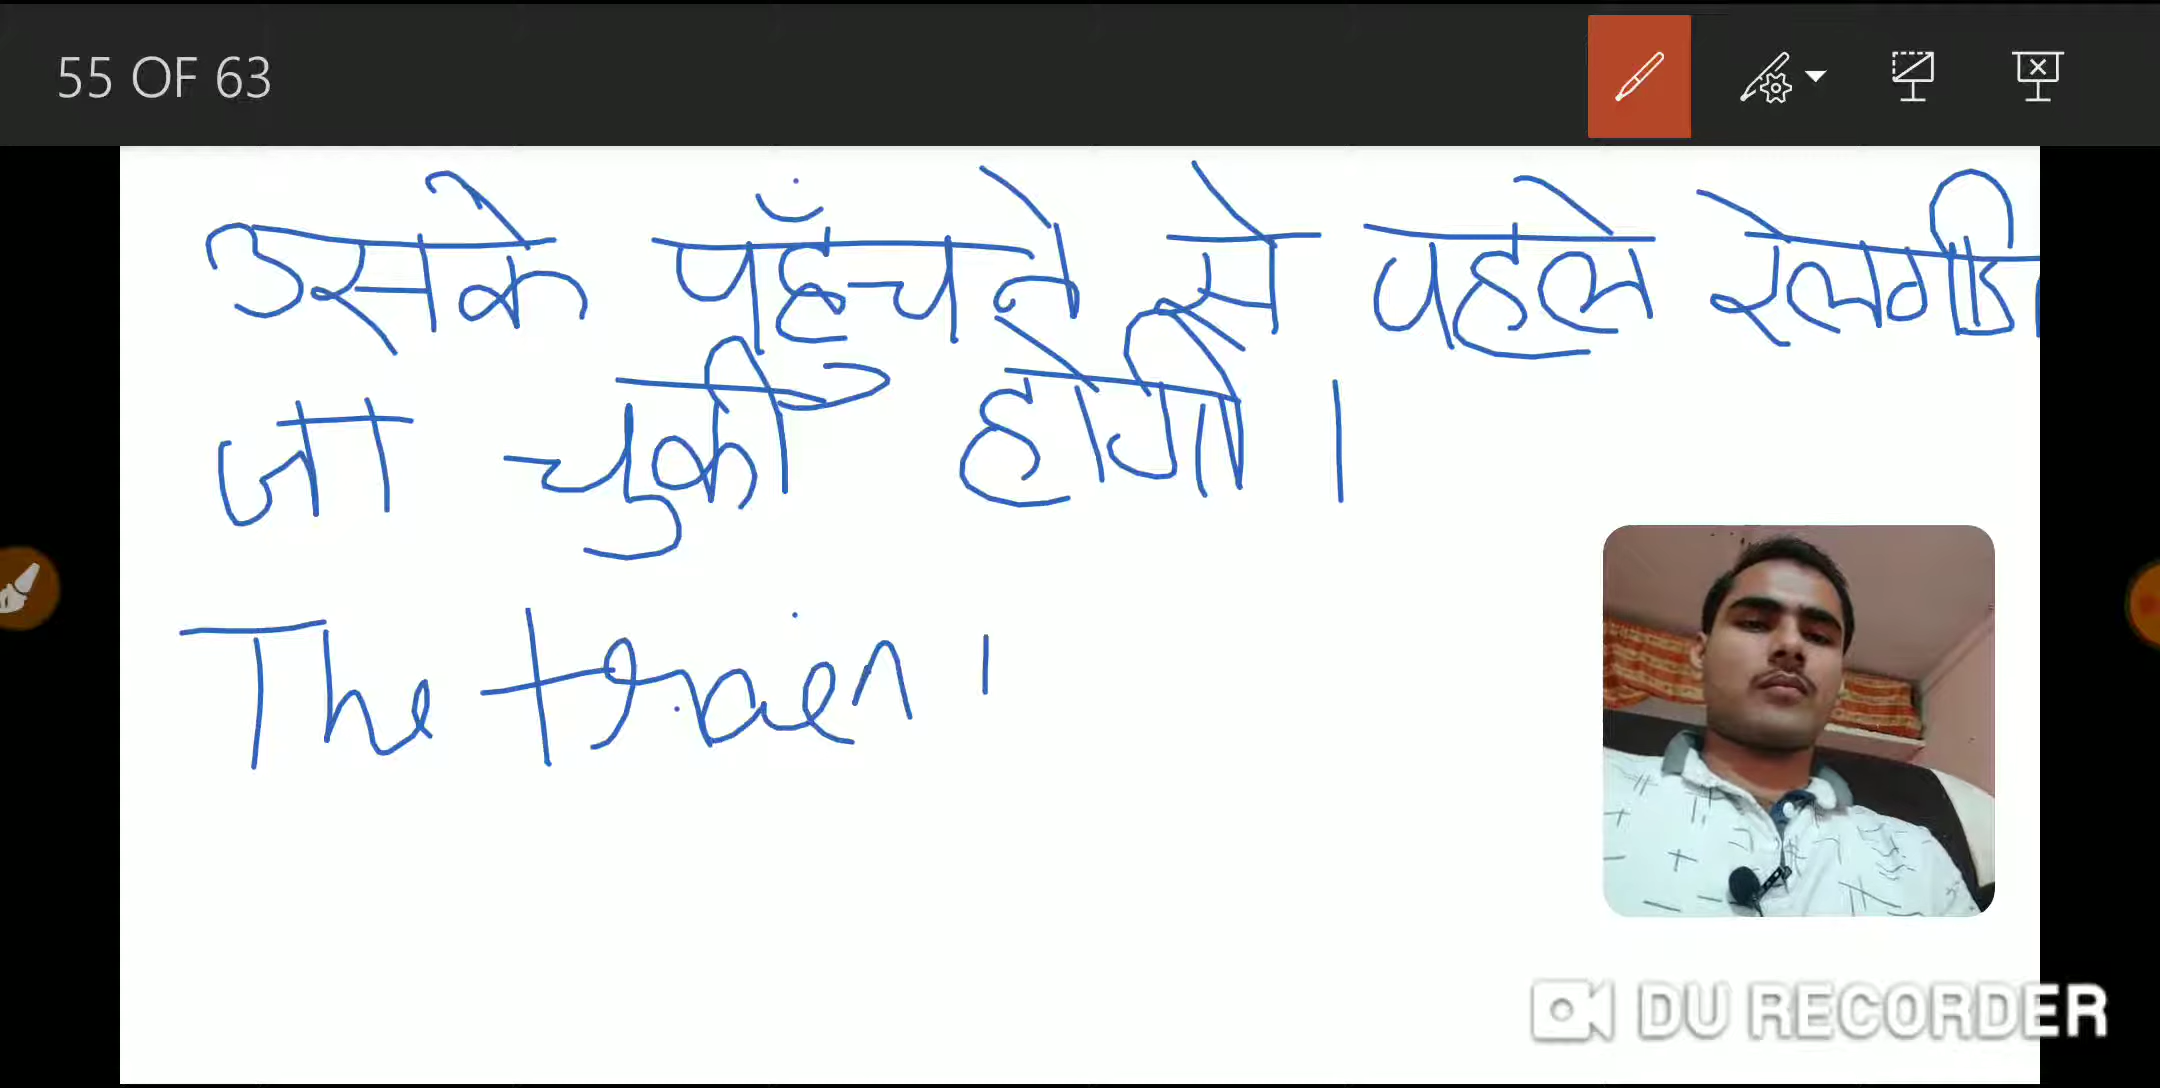 55 OF 63
उसके पहुँचने से पहले रेलगाड़ी
जा चुकी होगी।
The train
DU RECORDER